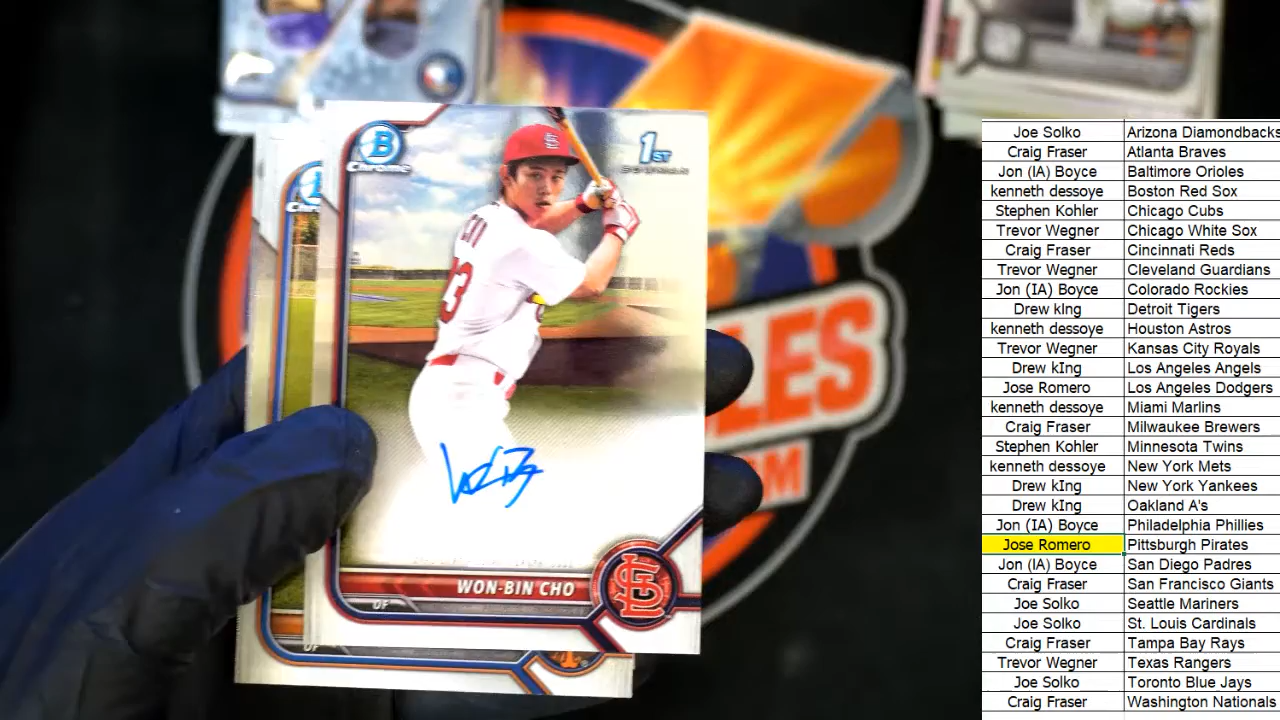 B
Chrome
1ST
BOWMAN
CHO
WON-BIN CHO
OF
OF
LES
OM
Joe Solko Arizona Diamondbacks
Craig Fraser Atlanta Braves
Jon (IA) Boyce Baltimore Orioles
kenneth dessoye Boston Red Sox
Stephen Kohler Chicago Cubs
Trevor Wegner Chicago White Sox
Craig Fraser Cincinnati Reds
Trevor Wegner Cleveland Guardians
Jon (IA) Boyce Colorado Rockies
Drew kIng Detroit Tigers
kenneth dessoye Houston Astros
Trevor Wegner Kansas City Royals
Drew kIng Los Angeles Angels
Jose Romero Los Angeles Dodgers
kenneth dessoye Miami Marlins
Craig Fraser Milwaukee Brewers
Stephen Kohler Minnesota Twins
kenneth dessoye New York Mets
Drew kIng New York Yankees
Drew kIng Oakland A's
Jon (IA) Boyce Philadelphia Phillies
Jose Romero Pittsburgh Pirates
Jon (IA) Boyce San Diego Padres
Craig Fraser San Francisco Giants
Joe Solko Seattle Mariners
Joe Solko St. Louis Cardinals
Craig Fraser Tampa Bay Rays
Trevor Wegner Texas Rangers
Joe Solko Toronto Blue Jays
Craig Fraser Washington Nationals